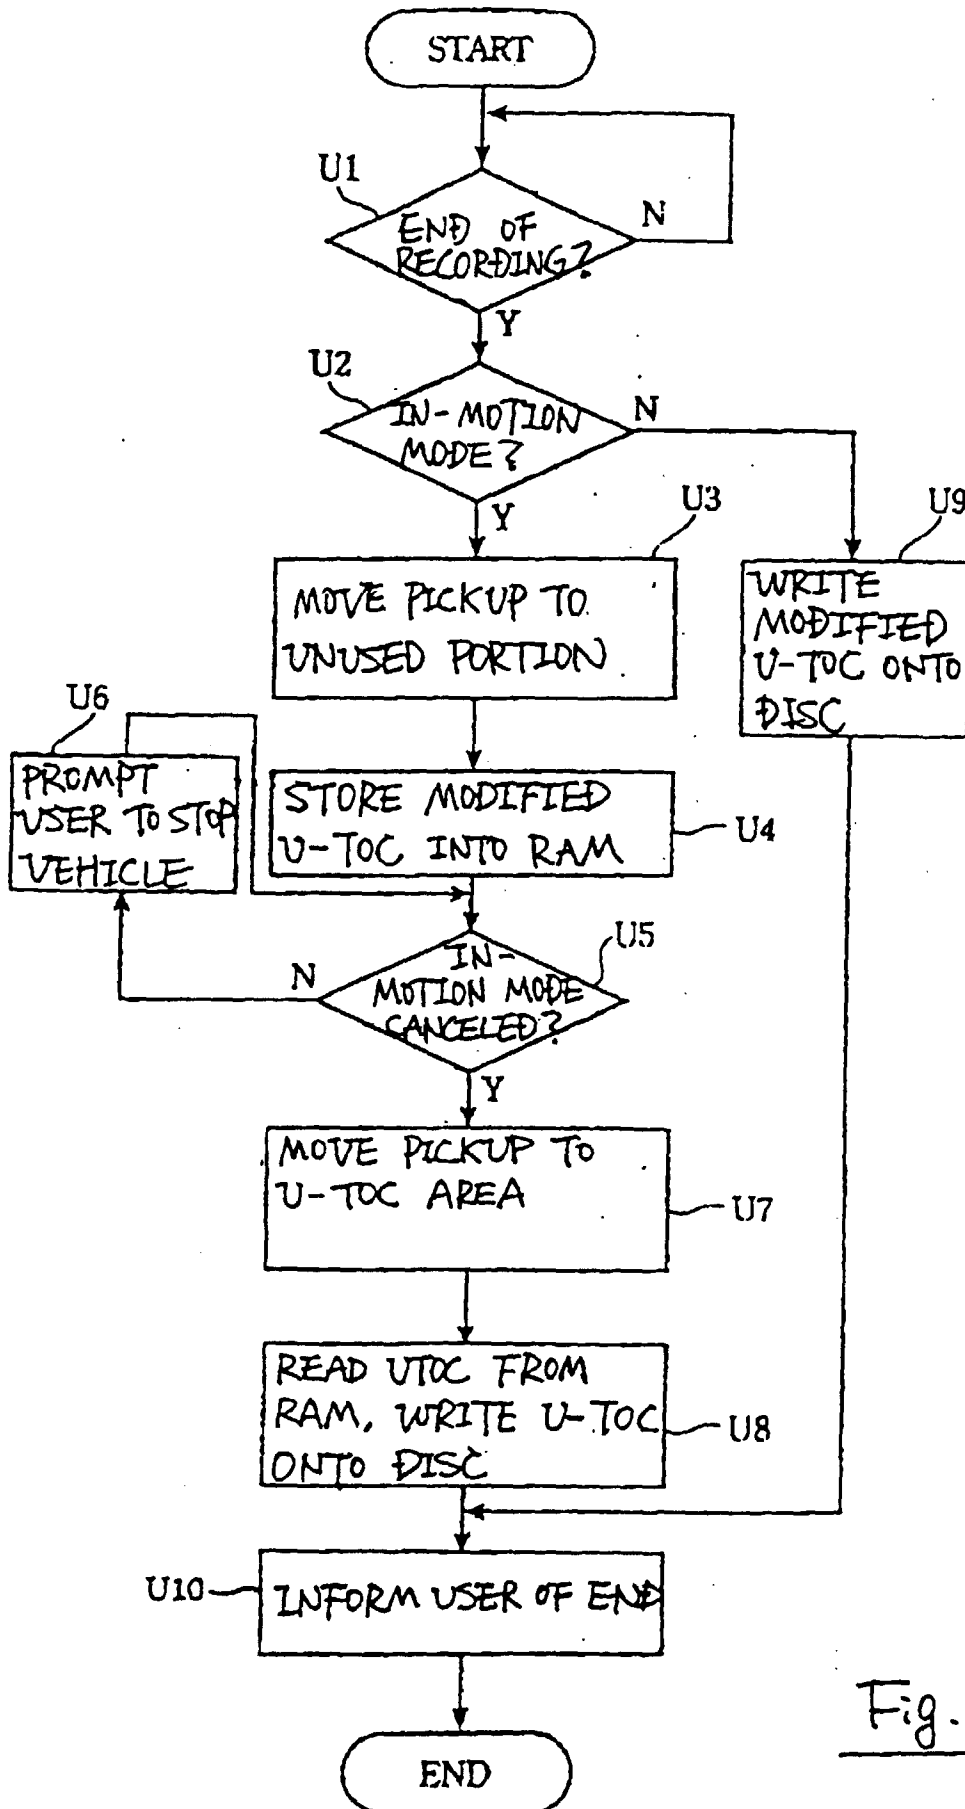 START
U1
END OF
RECORDING?
N
Y
U2
IN-MOTION
MODE?
N
Y
U3
MOVE PICKUP TO
UNUSED PORTION
U9
WRITE
MODIFIED
U-TOC ONTO
DISC
U6
PROMPT
USER TO STOP
VEHICLE
STORE MODIFIED
U-TOC INTO RAM
U4
U5
IN-
MOTION MODE
CANCELED?
N
Y
MOVE PICKUP TO
U-TOC AREA
U7
READ UTOC FROM
RAM, WRITE U-TOC
ONTO DISC
U8
U10
INFORM USER OF END
END
Fig.